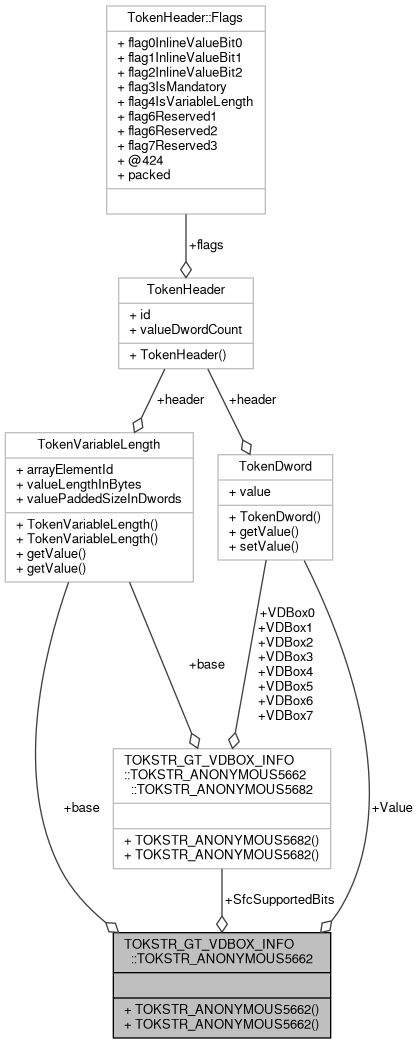 TokenHeader::Flags
+ flag0InlineValueBit0
+ flag1InlineValueBit1
+ flag2InlineValueBit2
+ flag3IsMandatory
+ flag4IsVariableLength
+ flag6Reserved1
+ flag6Reserved2
+ flag7Reserved3
+ @424
+ packed
+flags
TokenHeader
+ id
+ valueDwordCount
+ TokenHeader()
+header
+header
TokenVariableLength
+ arrayElementId
+ valueLengthInBytes
+ valuePaddedSizeInDwords
+ TokenVariableLength()
+ TokenVariableLength()
+ getValue()
+ getValue()
TokenDword
+ value
+ TokenDword()
+ getValue()
+ setValue()
+base
+VDBox0
+VDBox1
+VDBox2
+VDBox3
+VDBox4
+VDBox5
+VDBox6
+VDBox7
TOKSTR_GT_VDBOX_INFO
::TOKSTR_ANONYMOUS5662
::TOKSTR_ANONYMOUS5682
+ TOKSTR_ANONYMOUS5682()
+ TOKSTR_ANONYMOUS5682()
+base
+Value
+SfcSupportedBits
TOKSTR_GT_VDBOX_INFO
::TOKSTR_ANONYMOUS5662
+ TOKSTR_ANONYMOUS5662()
+ TOKSTR_ANONYMOUS5662()